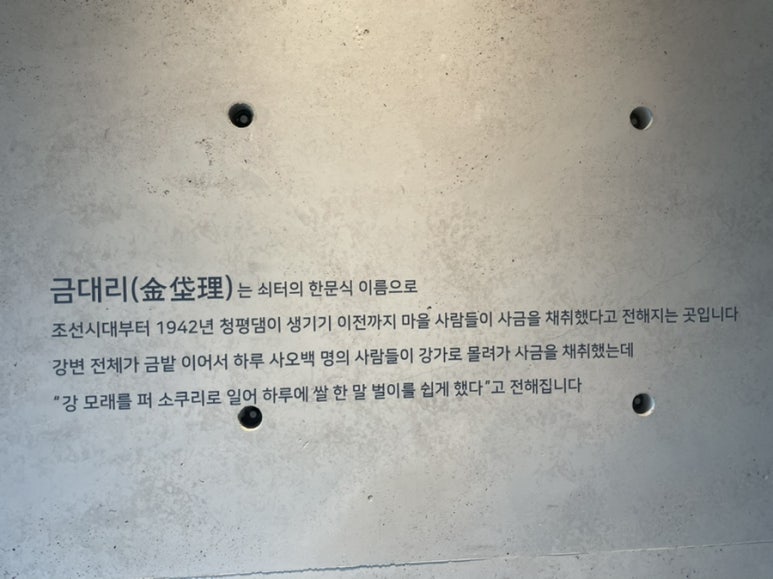 금대리(金垈理)는 쇠터의 한문식 이름으로
조선시대부터 1942년 청평댐이 생기기 이전까지 마을 사람들이 사금을 채취했다고 전해지는 곳입니다
강변 전체가 금밭 이어서 하루 사오백 명의 사람들이 강가로 몰려가 사금을 채취했는데
"강 모래를 퍼 소쿠리로 일어 하루에 쌀 한 말 벌이를 쉽게 했다"고 전해집니다